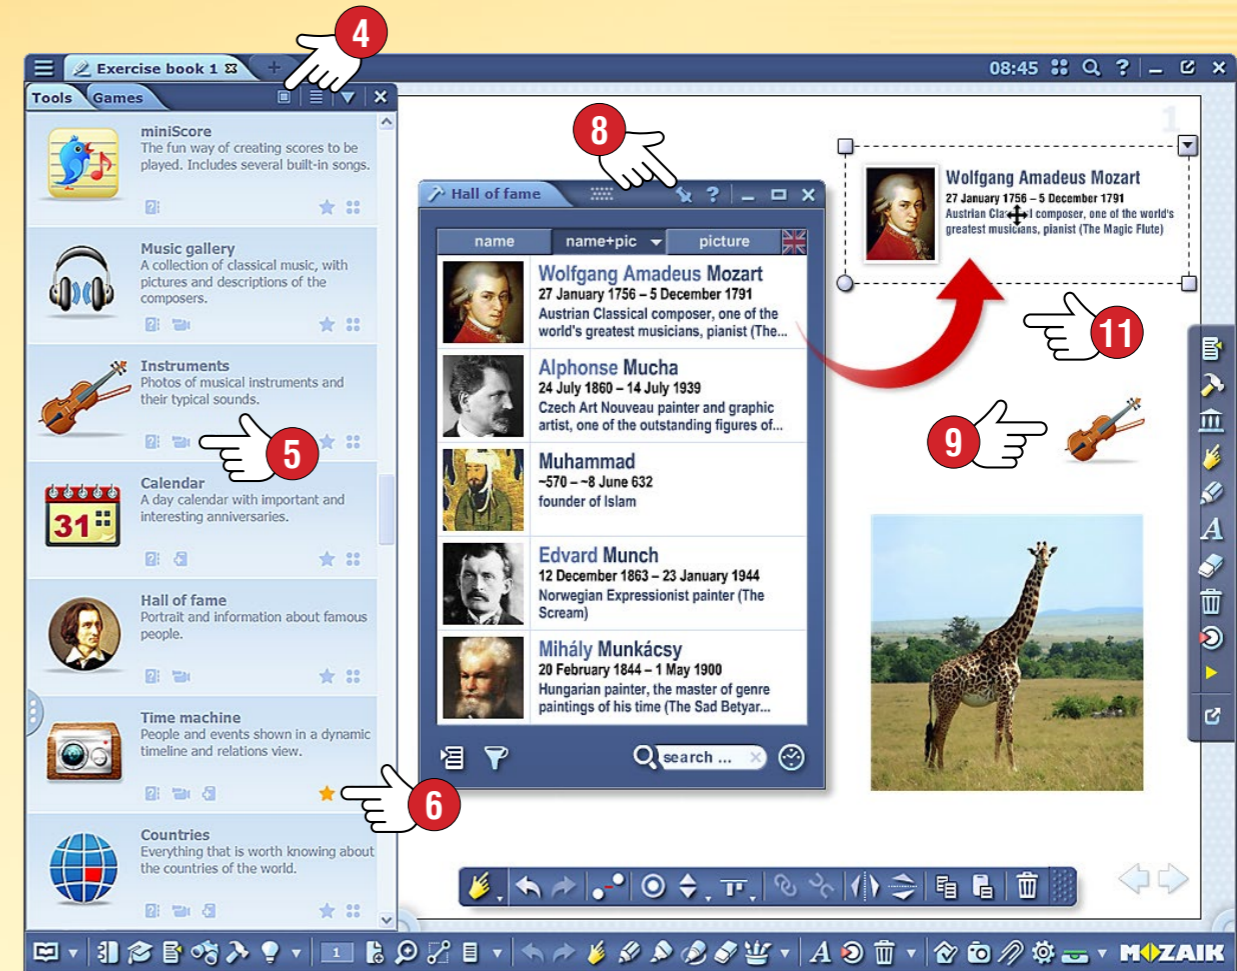 4
Exercise book 1
08:45
Tools Games
miniScore
The fun way of creating scores to be
played. Includes several built-in songs.
Music gallery
A collection of classical music, with
pictures and descriptions of the
composers.
Instruments
Photos of musical instruments and
their typical sounds.
5
Calendar
A day calendar with important and
interesting anniversaries.
31
Hall of fame
Portrait and information about famous
people.
Time machine
People and events shown in a dynamic
timeline and relations view.
6
Countries
Everything that is worth knowing about
the countries of the world.
8
Hall of fame
name name+pic picture
Wolfgang Amadeus Mozart
27 January 1756 – 5 December 1791
Austrian Classical composer, one of the
world's greatest musicians, pianist (The...
Alphonse Mucha
24 July 1860 – 14 July 1939
Czech Art Nouveau painter and graphic
artist, one of the outstanding figures of...
Muhammad
~570 – ~8 June 632
founder of Islam
Edvard Munch
12 December 1863 – 23 January 1944
Norwegian Expressionist painter (The
Scream)
Mihály Munkácsy
20 February 1844 – 1 May 1900
Hungarian painter, the master of genre
paintings of his time (The Sad Betyar...
search ...
1
Wolfgang Amadeus Mozart
27 January 1756 – 5 December 1791
Austrian composer, one of the world's
greatest musicians, pianist (The Magic Flute)
11
9
A
1
A
MOZAIK